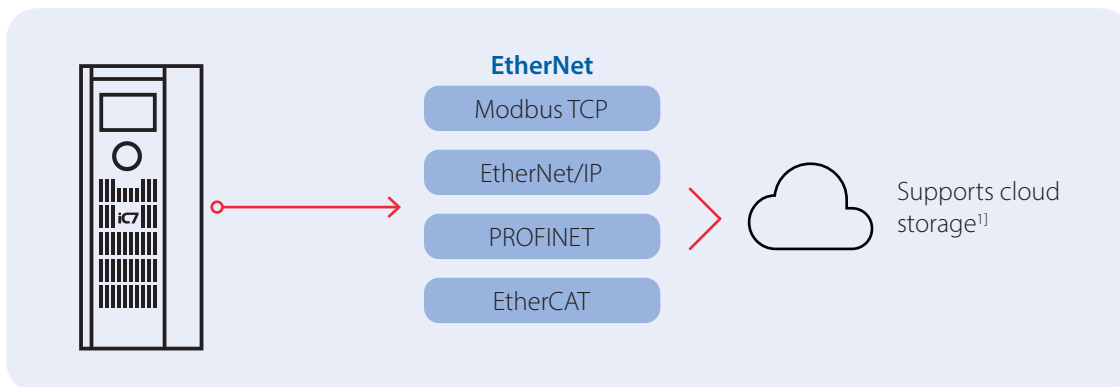 EtherNet
Modbus TCP
EtherNet/IP
PROFINET
EtherCAT
iC7
Supports cloud
storage¹]